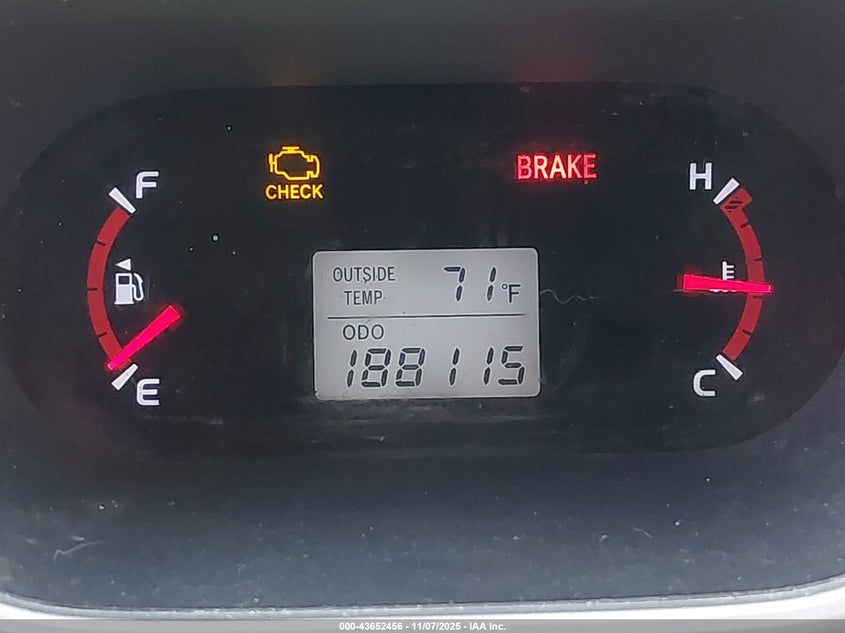 F
H
CHECK
BRAKE
OUTSIDE TEMP 71°F
ODO
188115
E
C
000-43652456 - 11/07/2025 - IAA Inc.